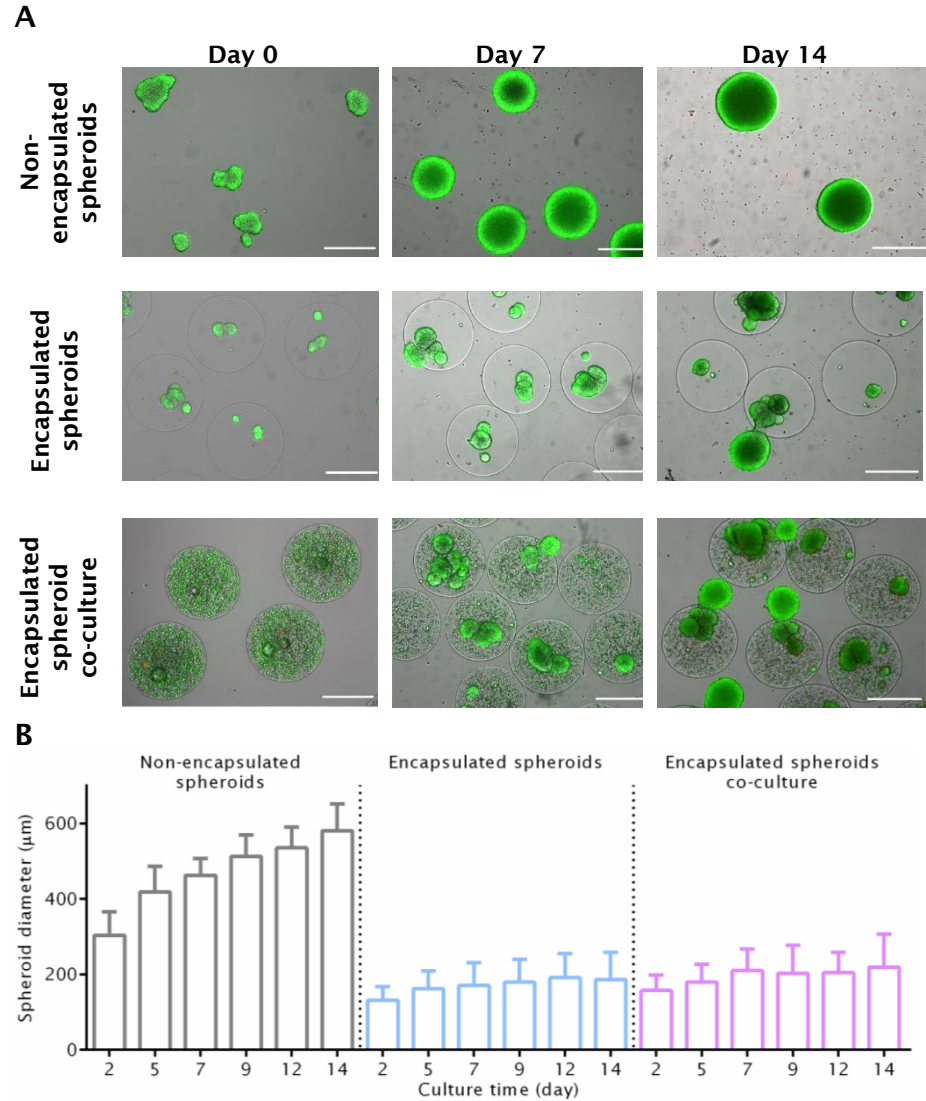 A
Day 0
Day 7
Day 14
Non-
encapsulated
spheroids
Encapsulated
spheroids
Encapsulated
spheroid
co-culture
B
Non-encapsulated
spheroids
Encapsulated spheroids
Encapsulated spheroids
co-culture
Spheroid diameter (μm)
600
400
200
0
2 5 7 9 12 14 2 5 7 9 12 14 2 5 7 9 12 14
Culture time (day)